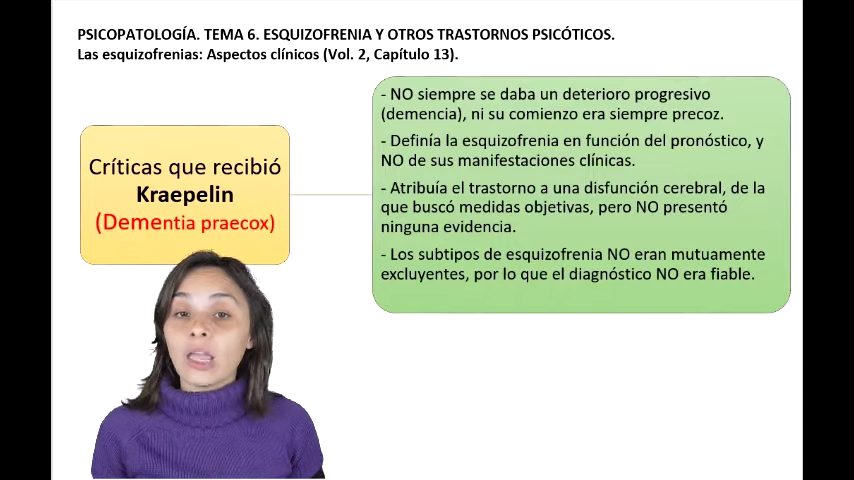 PSICOPATOLOGÍA. TEMA 6. ESQUIZOFRENIA Y OTROS TRASTORNOS PSICÓTICOS.
Las esquizofrenias: Aspectos clínicos (Vol. 2, Capítulo 13).
Críticas que recibió
Kraepelin
(Dementia praecox)
- NO siempre se daba un deterioro progresivo
(demencia), ni su comienzo era siempre precoz.
- Definía la esquizofrenia en función del pronóstico, y
NO de sus manifestaciones clínicas.
- Atribuía el trastorno a una disfunción cerebral, de la
que buscó medidas objetivas, pero NO presentó
ninguna evidencia.
- Los subtipos de esquizofrenia NO eran mutuamente
excluyentes, por lo que el diagnóstico NO era fiable.